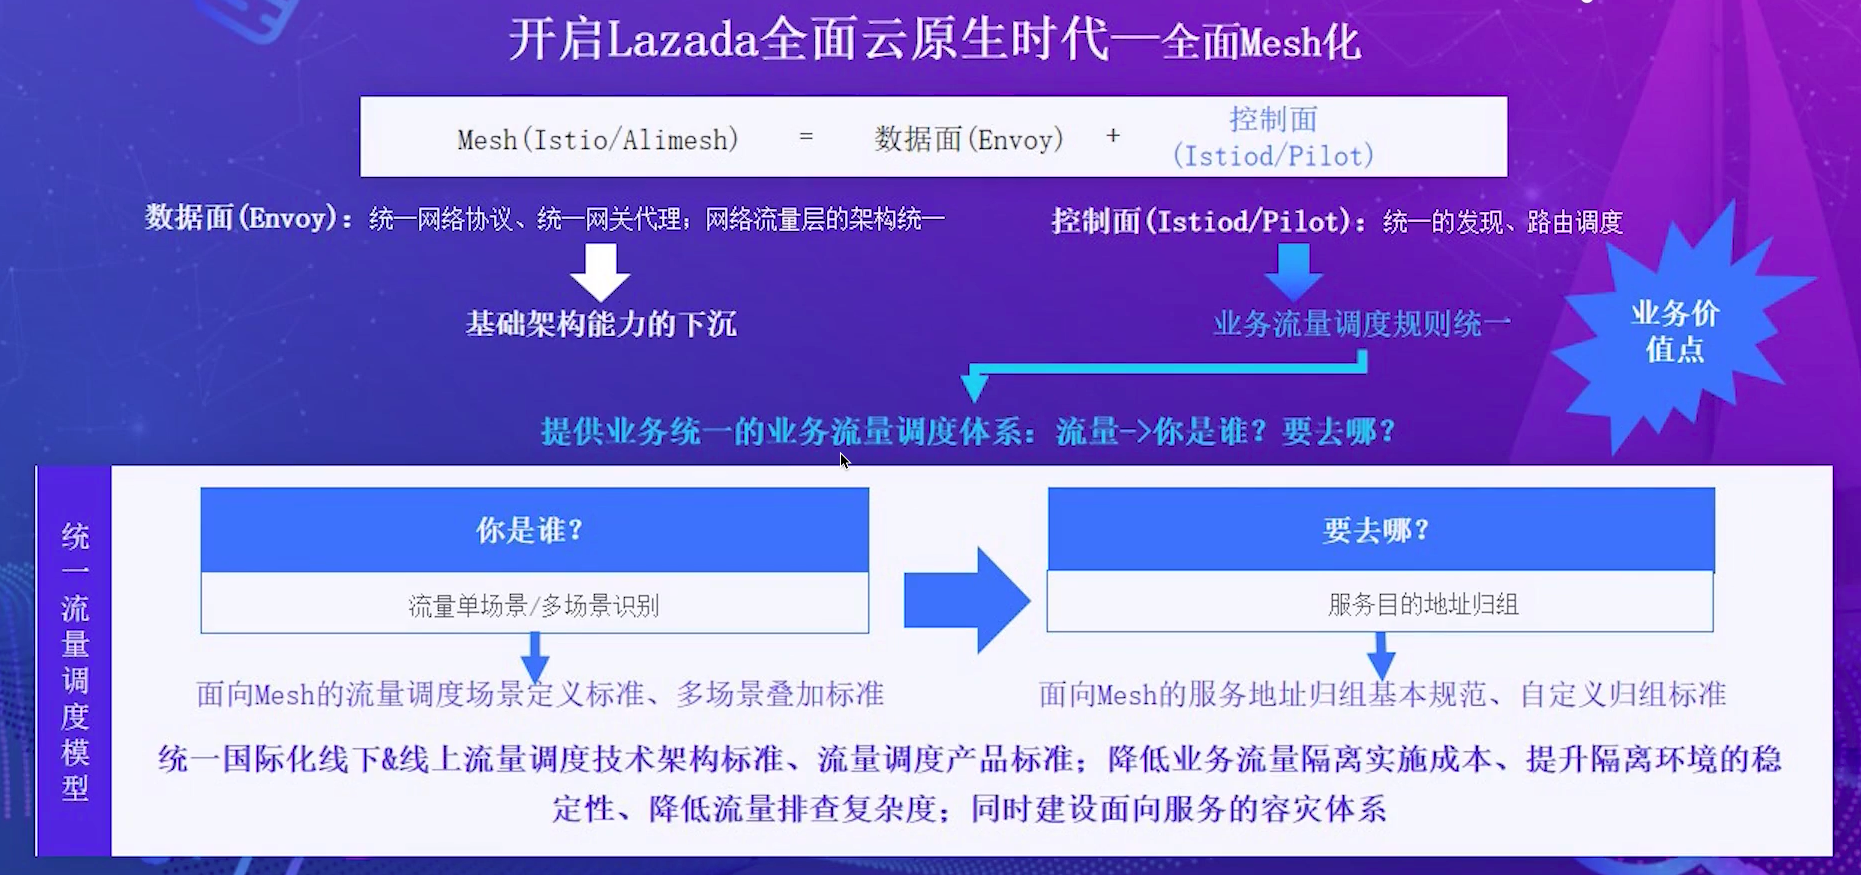 开启Lazada全面云原生时代—全面Mesh化
Mesh(Istio/Alimesh) = 数据面(Envoy) + 控制面
(Istiod/Pilot)
数据面(Envoy)：统一网络协议、统一网关代理；网络流量层的架构统一
控制面(Istiod/Pilot)：统一的发现、路由调度
基础架构能力的下沉
业务流量调度规则统一
业务价
值点
提供业务统一的业务流量调度体系：流量->你是谁？要去哪？
统一流量调度模型
你是谁？
流量单场景/多场景识别
面向Mesh的流量调度场景定义标准、多场景叠加标准
要去哪？
服务目的地址归组
面向Mesh的服务地址归组基本规范、自定义归组标准
统一国际化线下&线上流量调度技术架构标准、流量调度产品标准；降低业务流量隔离实施成本、提升隔离环境的稳
定性、降低流量排查复杂度；同时建设面向服务的容灾体系